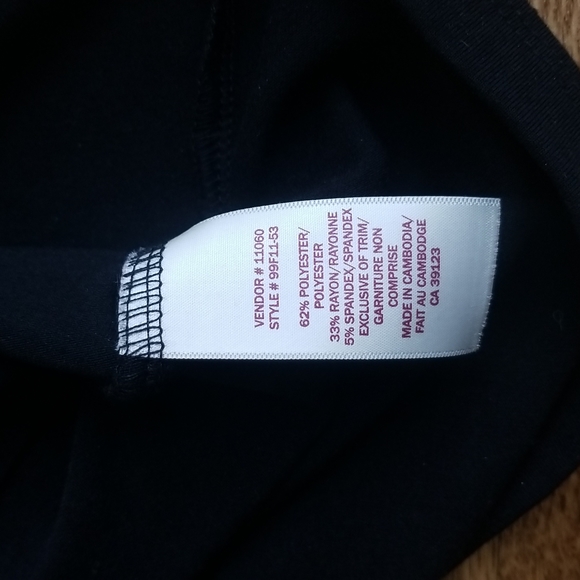 VENDOR # 11060
STYLE # 99F11-53
62% POLYESTER/
POLYESTER
33% RAYON/RAYONNE
5% SPANDEX/SPANDEX
EXCLUSIVE OF TRIM/
GARNITURE NON
COMPRISE
MADE IN CAMBODIA/
FAIT AU CAMBODGE
CA 39123